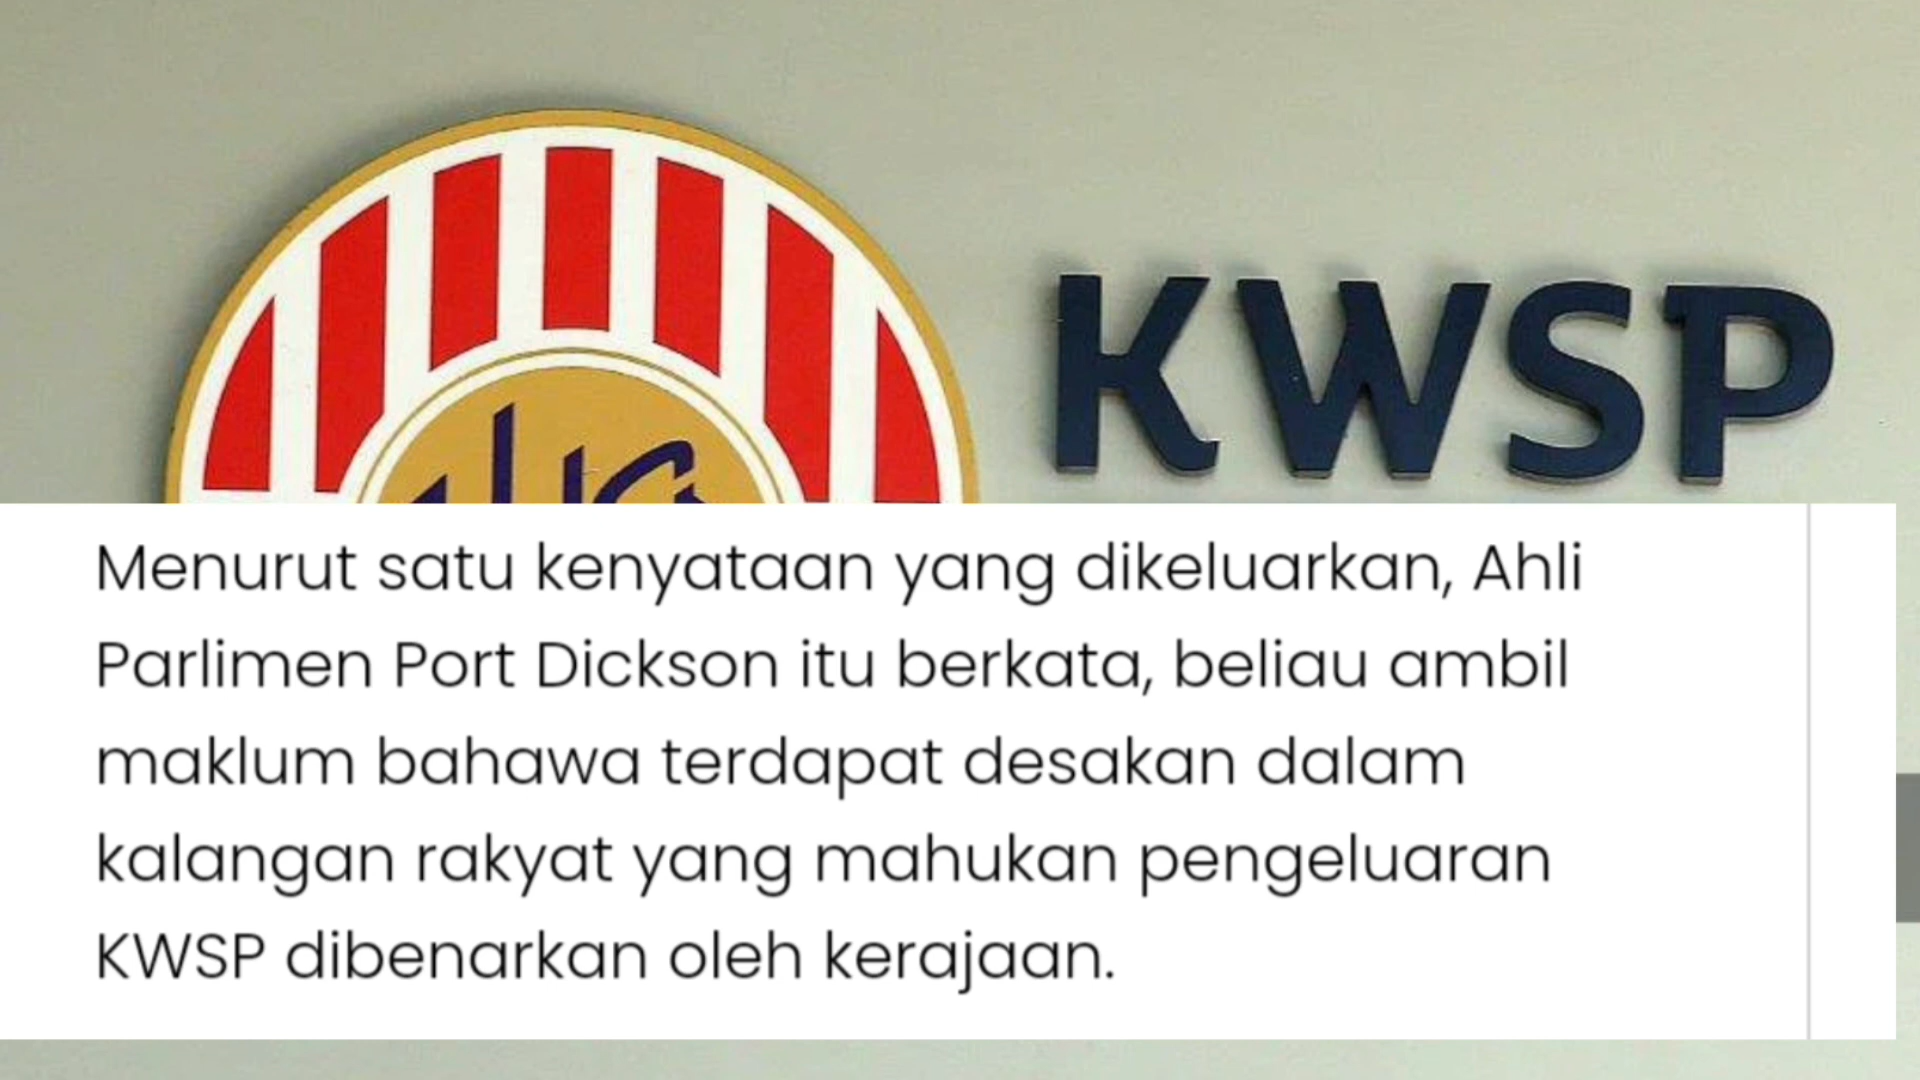 KWSP
Menurut satu kenyataan yang dikeluarkan, Ahli
Parlimen Port Dickson itu berkata, beliau ambil
maklum bahawa terdapat desakan dalam
kalangan rakyat yang mahukan pengeluaran
KWSP dibenarkan oleh kerajaan.